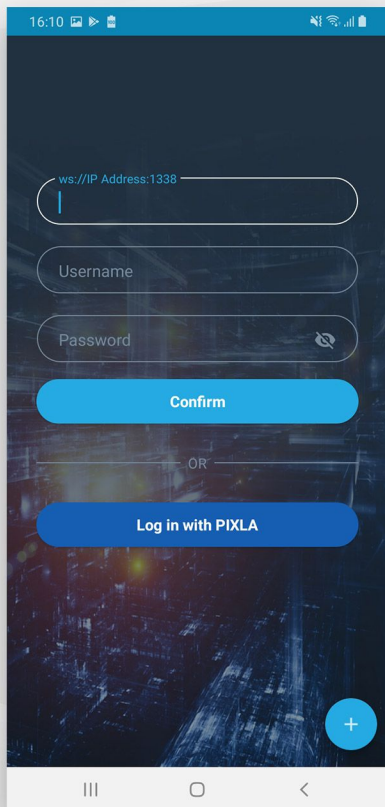 16:10
ws://IP Address:1338
Username
Password
Confirm
OR
Log in with PIXLA
+